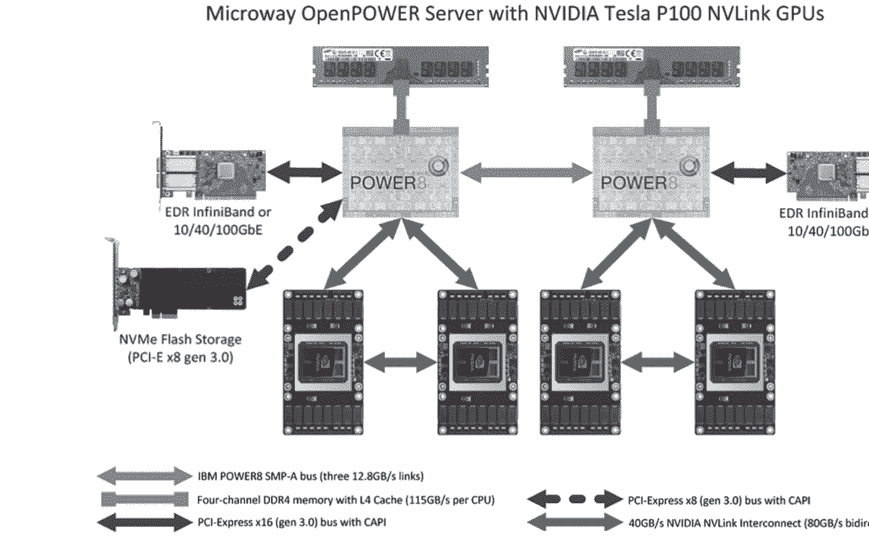 Microway OpenPOWER Server with NVIDIA Tesla P100 NVLink GPUs
POWER8
POWER8
EDR InfiniBand or
10/40/100GbE
EDR InfiniBand
10/40/100Gb
NVMe Flash Storage
(PCI-E x8 gen 3.0)
IBM POWER8 SMP-A bus (three 12.8GB/s links)
Four-channel DDR4 memory with L4 Cache (115GB/s per CPU)
PCI-Express x8 (gen 3.0) bus with CAPI
PCI-Express x16 (gen 3.0) bus with CAPI
40GB/s NVIDIA NVLink Interconnect (80GB/s bidire